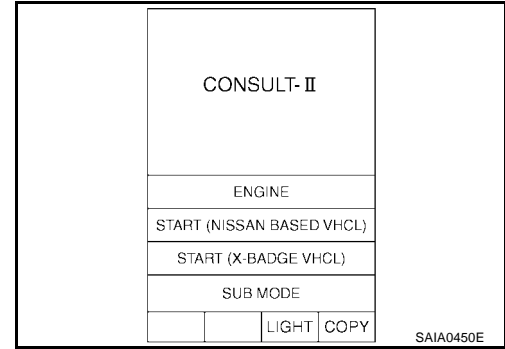 CONSULT-II
ENGINE
START (NISSAN BASED VHCL)
START (X-BADGE VHCL)
SUB MODE
LIGHT COPY
SAIA0450E